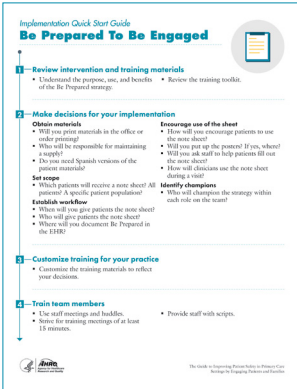 Implementation Quick Start Guide
Be Prepared To Be Engaged
1 Review intervention and training materials
• Understand the purpose, use, and benefits
of the Be Prepared strategy.
• Review the training toolkit.
2 Make decisions for your implementation
Obtain materials
• Will you print materials in the office or
order printing?
• Who will be responsible for maintaining
a supply?
• Do you need Spanish versions of the
patient materials?
Set scope
• Which patients will receive a note sheet? All
patients? A specific patient population?
Establish workflow
• When will you give patients the note sheet?
• Who will give patients the note sheet?
• Where will you document Be Prepared in
the EHR?
Encourage use of the sheet
• How will you encourage patients to use
the note sheet?
• Will you put up the posters? If yes, where?
• Will you ask staff to help patients fill out
the note sheet?
• How will clinicians use the note sheet
during a visit?
Identify champions
• Who will champion the strategy within
each role on the team?
3 Customize training for your practice
• Customize the training materials to reflect
your decisions.
4 Train team members
• Use staff meetings and huddles.
• Strive for training meetings of at least
15 minutes.
• Provide staff with scripts.
AHRQ
Agency for Healthcare
Research and Quality
The Guide to Improving Patient Safety in Primary Care
Settings by Engaging Patients and Families